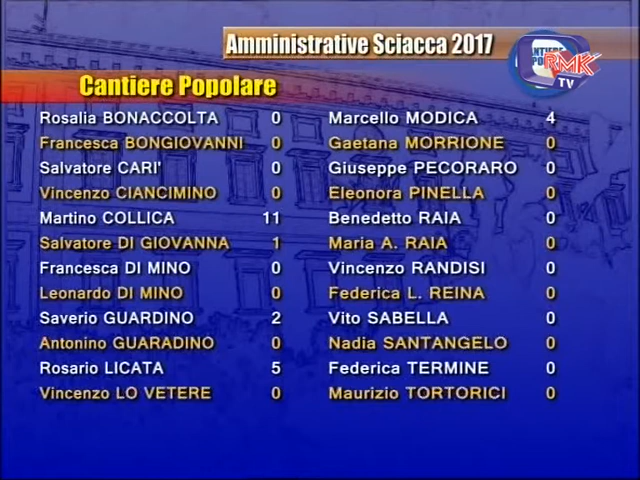 Amministrative Sciacca 2017
RMK
TV
Cantiere Popolare
Rosalia BONACCOLTA 0
Francesca BONGIOVANNI 0
Salvatore CARI' 0
Vincenzo CIANCIMINO 0
Martino COLLICA 11
Salvatore DI GIOVANNA 1
Francesca DI MINO 0
Leonardo DI MINO 0
Saverio GUARDINO 2
Antonino GUARADINO 0
Rosario LICATA 5
Vincenzo LO VETERE 0
Marcello MODICA 4
Gaetana MORRIONE 0
Giuseppe PECORARO 0
Eleonora PINELLA 0
Benedetto RAIA 0
Maria A. RAIA 0
Vincenzo RANDISI 0
Federica L. REINA 0
Vito SABELLA 0
Nadia SANTANGELO 0
Federica TERMINE 0
Maurizio TORTORICI 0